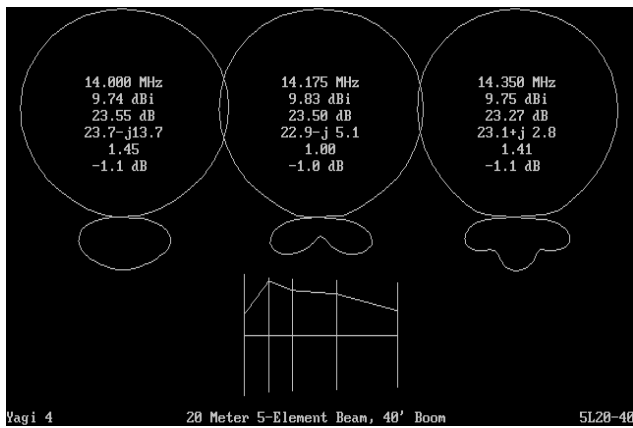 14.000 MHz
9.74 dBi
23.55 dB
23.7-j13.7
1.45
-1.1 dB
14.175 MHz
9.83 dBi
23.50 dB
22.9-j 5.1
1.00
-1.0 dB
14.350 MHz
9.75 dBi
23.27 dB
23.1+j 2.8
1.41
-1.1 dB
Yagi 4
20 Meter 5-Element Beam, 40' Boom
5L20-40